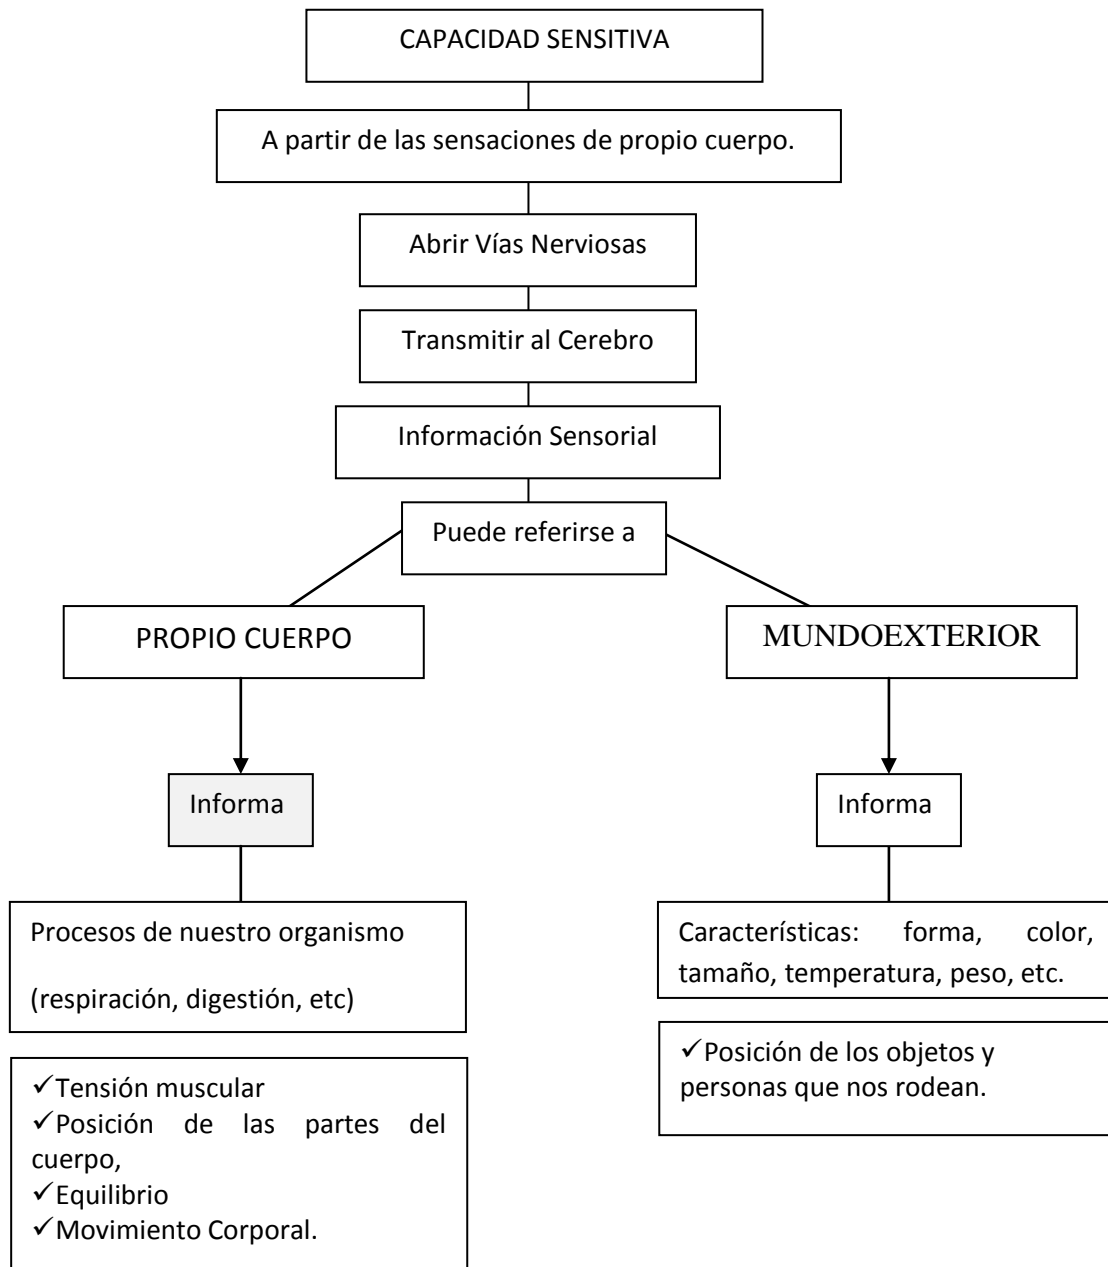 CAPACIDAD SENSITIVA
A partir de las sensaciones de propio cuerpo.
Abrir Vías Nerviosas
Transmitir al Cerebro
Información Sensorial
Puede referirse a
PROPIO CUERPO
MUNDOEXTERIOR
Informa
Informa
Procesos de nuestro organismo
(respiración, digestión, etc)
Características: forma, color,
tamaño, temperatura, peso, etc.
✓Posición de los objetos y
personas que nos rodean.
✓Tensión muscular
✓Posición de las partes del
cuerpo,
✓Equilibrio
✓Movimiento Corporal.